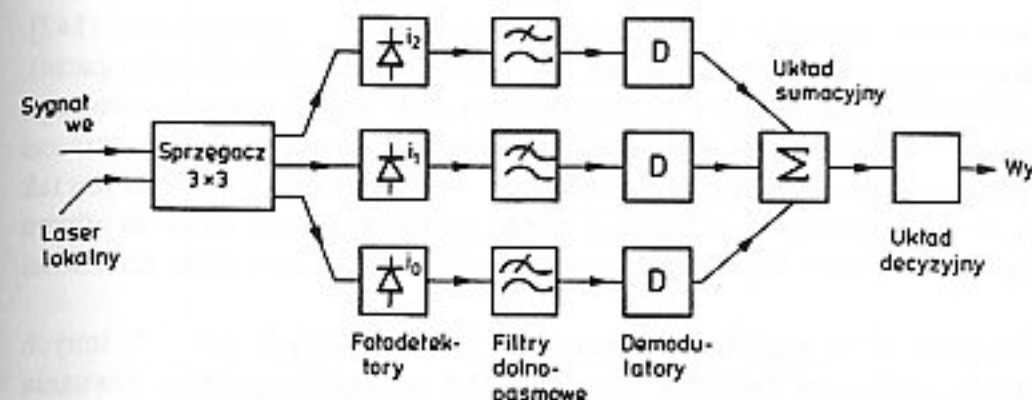 Sygnał
we
Laser
lokalny
Sprzęgacz
3×3
i₂
i₁
i₀
D
D
D
Układ
sumacyjny
Σ
Wy
Układ
decyzyjny
Fotodetek-
tory
Filtry
dolno-
pasmowe
Demodu-
latory